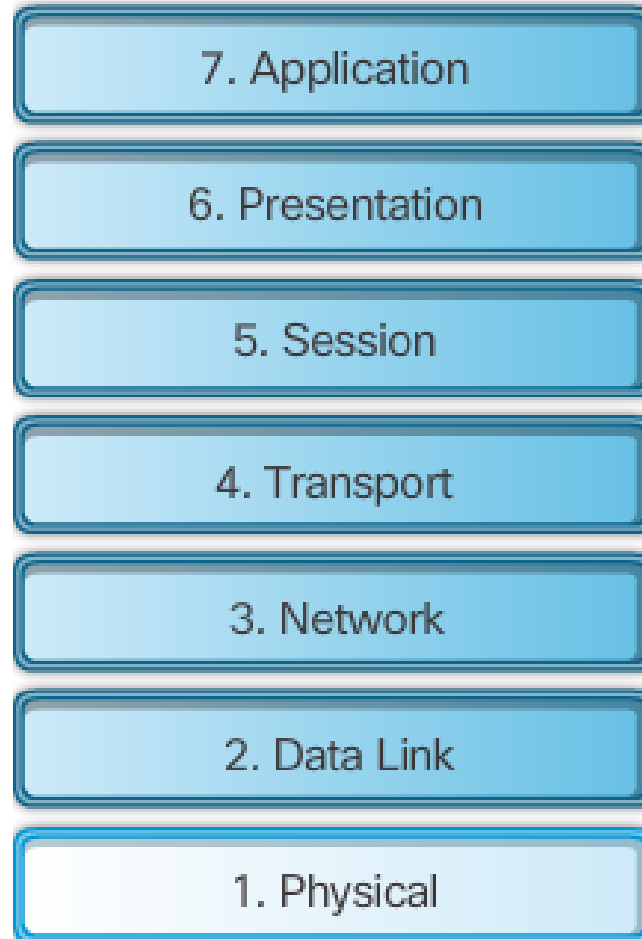 7. Application
6. Presentation
5. Session
4. Transport
3. Network
2. Data Link
1. Physical